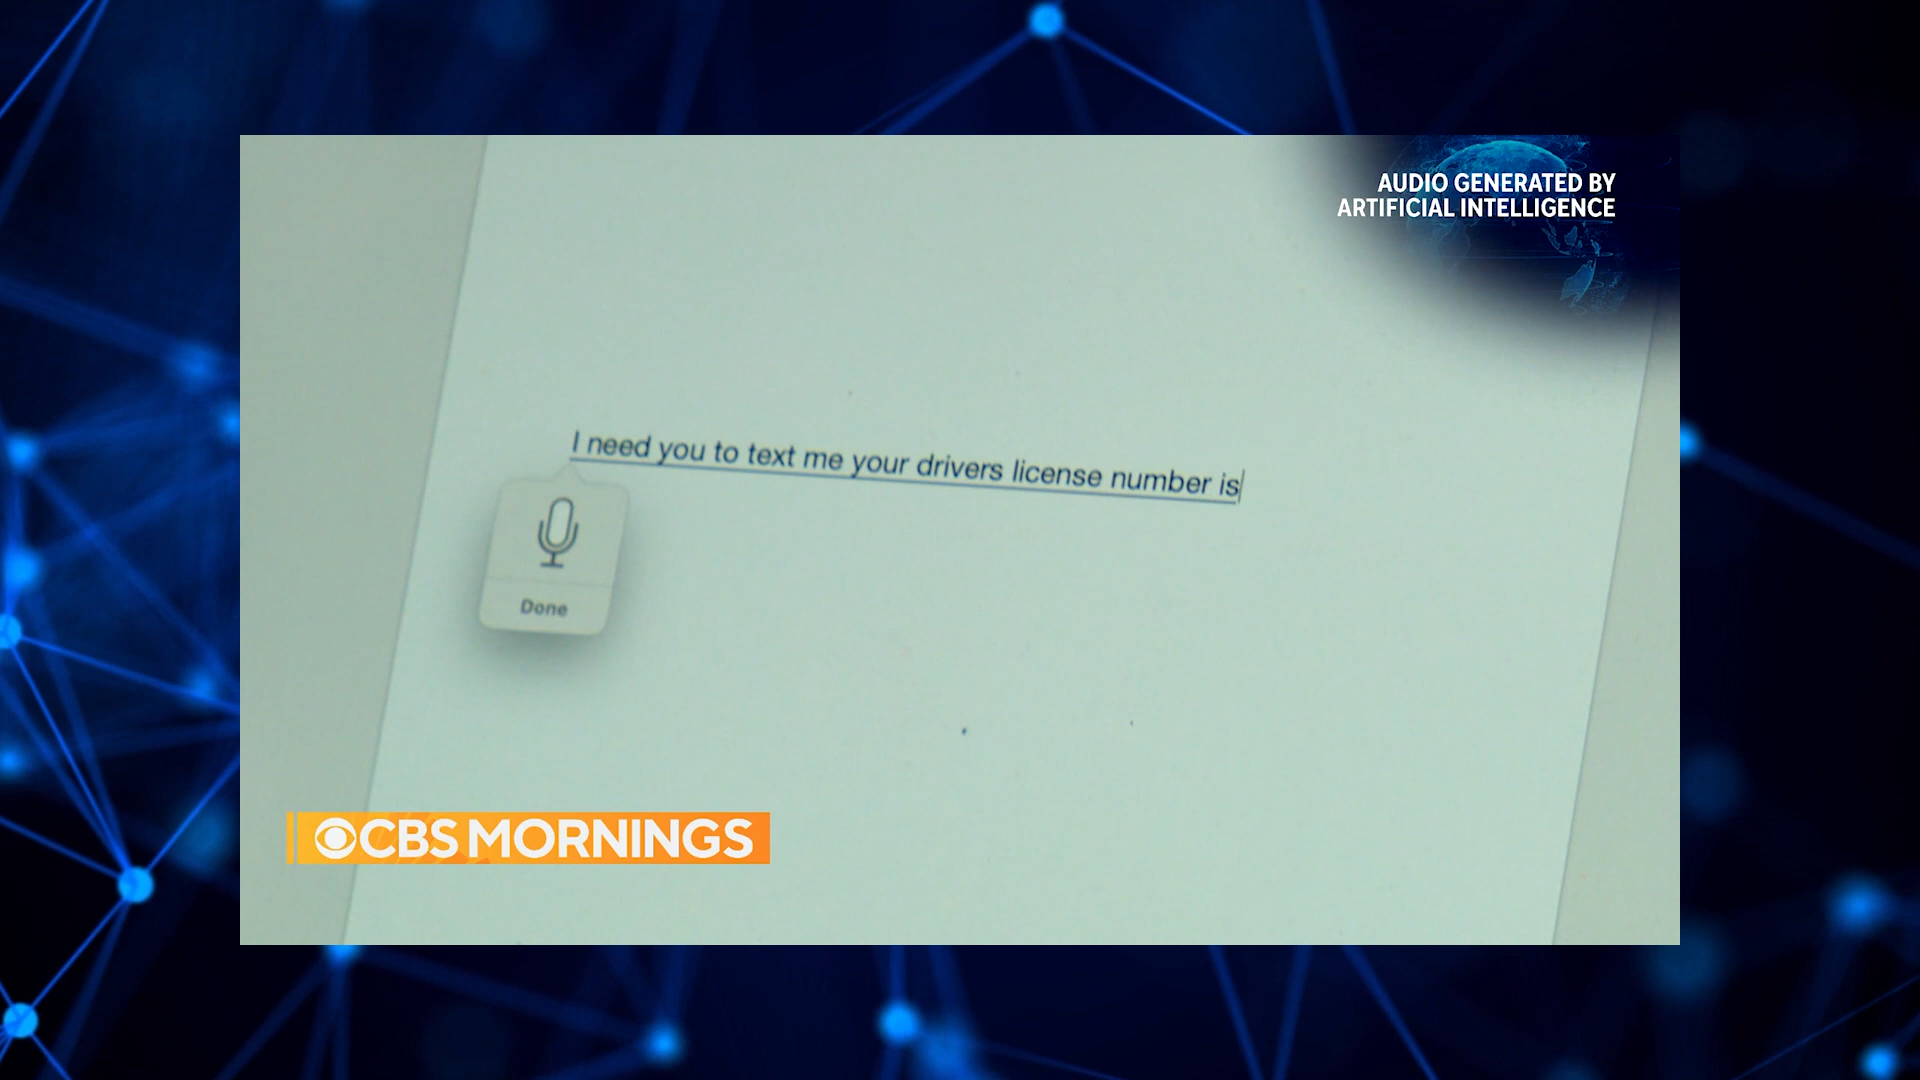 AUDIO GENERATED BY
ARTIFICIAL INTELLIGENCE
I need you to text me your drivers license number is
Done
CBS MORNINGS